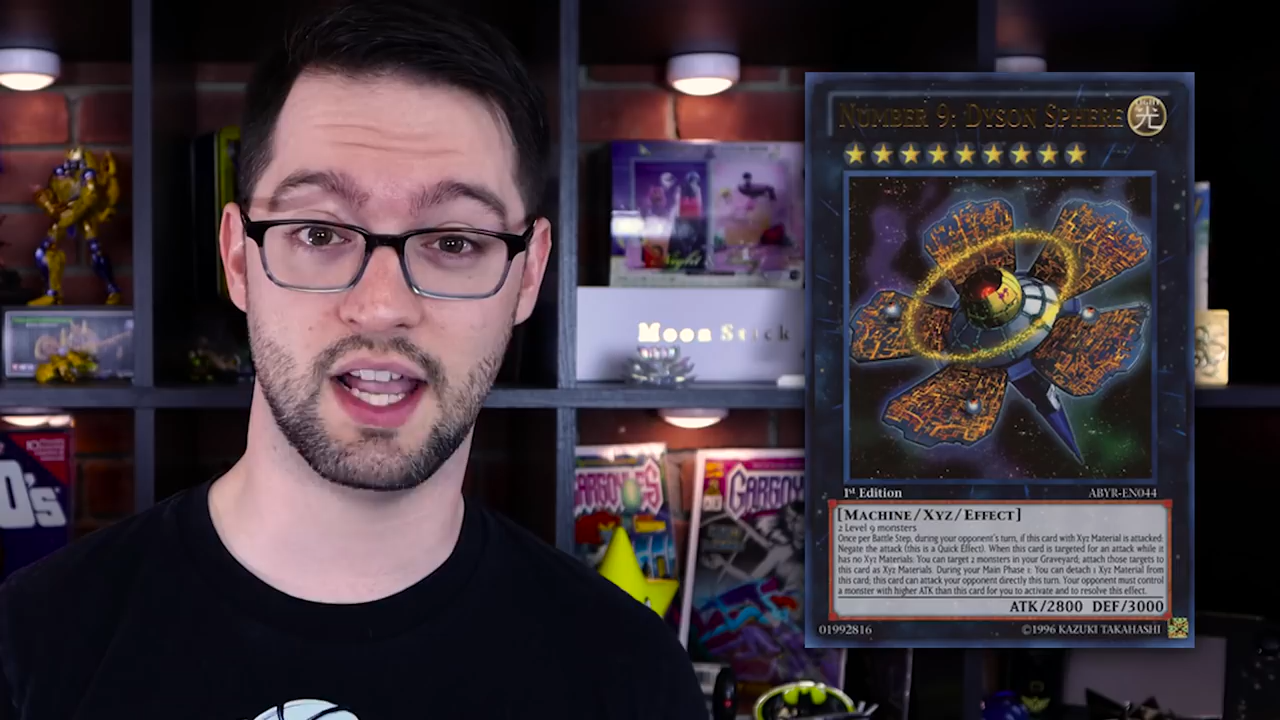 NUMBER 9: DYSON SPHERE
LIGHT
光
Moon Stick
GARGOYLES
GARGOY
0's
1st Edition
ABYR-EN044
[MACHINE/XYZ/EFFECT]
2 Level 9 monsters
Once per Battle Step, during your opponent's turn, if this card with Xyz Material is attacked:
Negate the attack (this is a Quick Effect). When this card is targeted for an attack while it
has no Xyz Materials: You can target 2 monsters in your Graveyard; attach those targets to
this card as Xyz Materials. During your Main Phase 1: You can detach 1 Xyz Material from
this card; this card can attack your opponent directly this turn. Your opponent must control
a monster with higher ATK than this card for you to activate and to resolve this effect.
ATK/2800 DEF/3000
01992816
©1996 KAZUKI TAKAHASHI